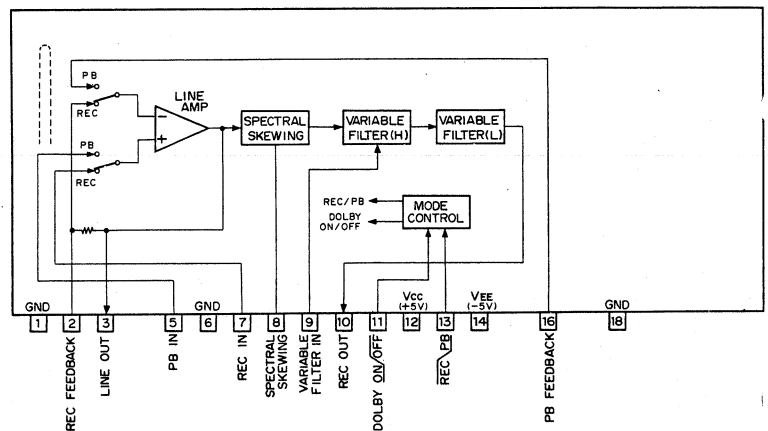 PB
REC
LINE
AMP
−
+
PB
REC
SPECTRAL
SKEWING
VARIABLE
FILTER(H)
VARIABLE
FILTER(L)
REC/PB
DOLBY
ON/OFF
MODE
CONTROL
GND
GND
VCC
(+5V)
VEE
(-5V)
GND
1
2
3
5
6
7
8
9
10
11
12
13
14
16
18
REC FEEDBACK
LINE OUT
PB IN
REC IN
SPECTRAL
SKEWING
VARIABLE
FILTER IN
REC OUT
DOLBY ON/OFF
REC/PB
PB FEEDBACK